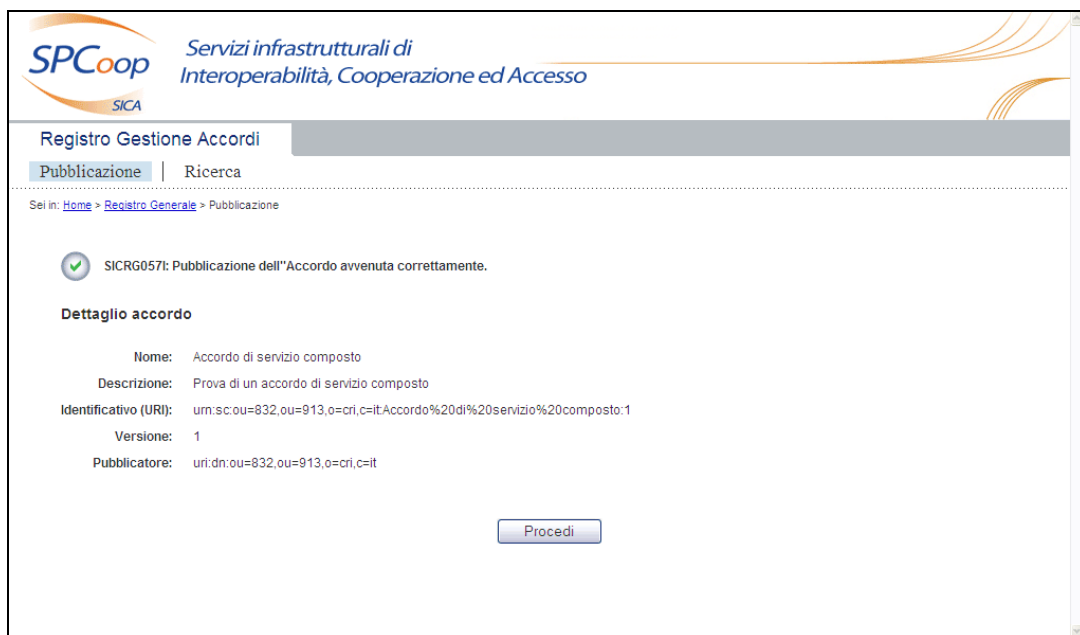 SPCoop
SICA
Servizi infrastrutturali di
Interoperabilità, Cooperazione ed Accesso
Registro Gestione Accordi
Pubblicazione | Ricerca
Sei in: Home > Registro Generale > Pubblicazione
SICRG057I: Pubblicazione dell''Accordo avvenuta correttamente.
Dettaglio accordo
Nome: Accordo di servizio composto
Descrizione: Prova di un accordo di servizio composto
Identificativo (URI): urn:sc:ou=832,ou=913,o=cri,c=it:Accordo%20di%20servizio%20composto:1
Versione: 1
Pubblicatore: uri:dn:ou=832,ou=913,o=cri,c=it
Procedi